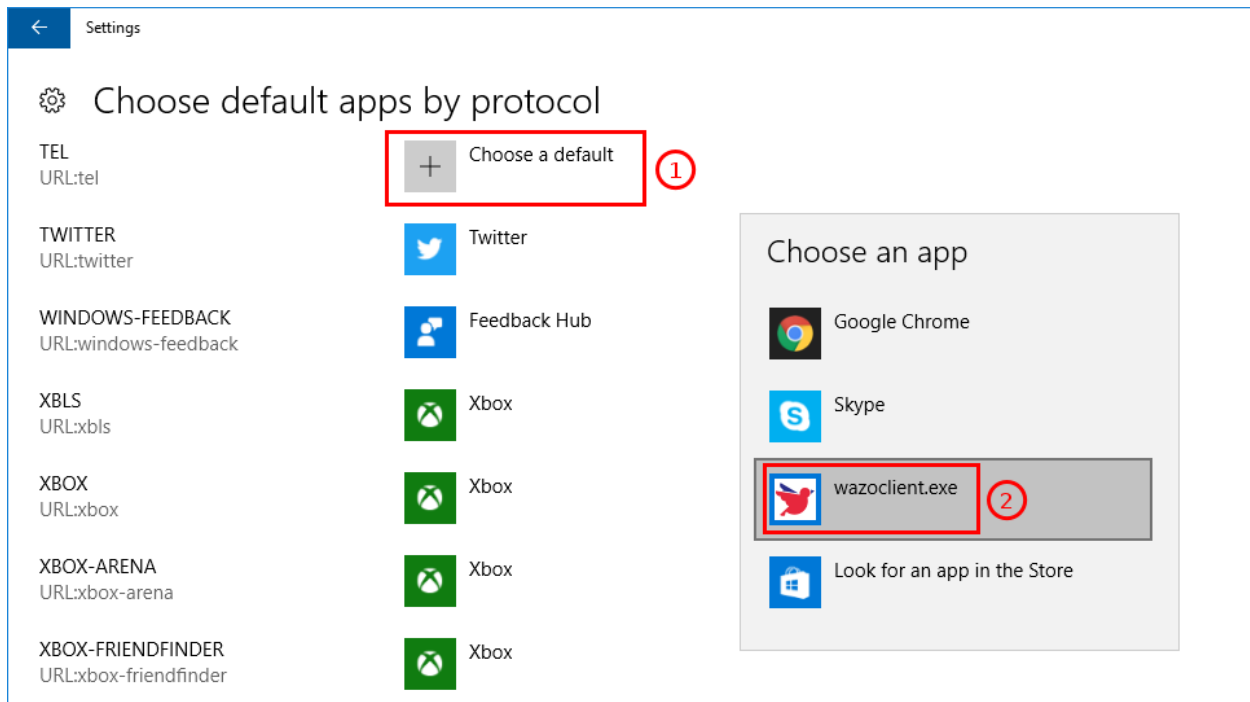 Settings
Choose default apps by protocol
TEL
URL:tel
Choose a default
1
TWITTER
URL:twitter
Twitter
WINDOWS-FEEDBACK
URL:windows-feedback
Feedback Hub
XBLS
URL:xbls
Xbox
XBOX
URL:xbox
Xbox
XBOX-ARENA
URL:xbox-arena
Xbox
XBOX-FRIENDFINDER
URL:xbox-friendfinder
Xbox
Choose an app
Google Chrome
Skype
wazoclient.exe
2
Look for an app in the Store